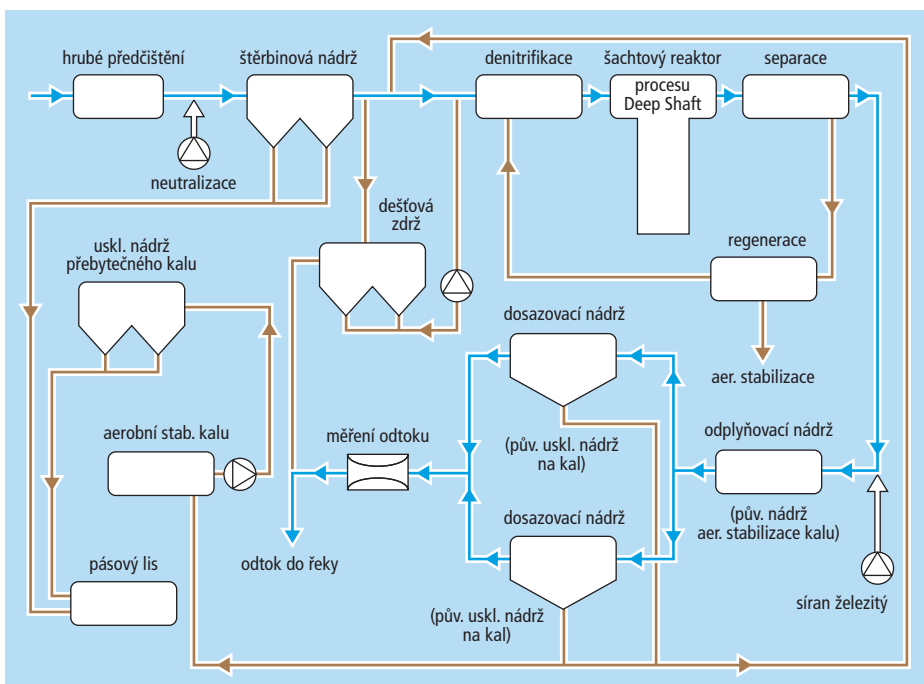 hrubé předčištění
štěrbinová nádrž
denitrifikace
šachtový reaktor
separace
procesu
Deep Shaft
neutralizace
dešťová
zdrž
uskl. nádrž
přebytečného kalu
regenerace
dosazovací nádrž
aer. stabilizace
aerobní stab. kalu
měření odtoku
(pův. uskl. nádrž
na kal)
odplyňovací nádrž
dosazovací nádrž
(pův. nádrž
aer. stabilizace kalu)
pásový lis
odtok do řeky
síran železitý
(pův. uskl. nádrž
na kal)